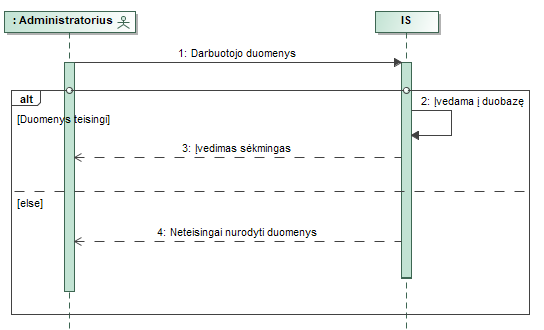 : Administratorius
IS
1: Darbuotojo duomenys
alt
2: Įvedama į duobazę
[Duomenys teisingi]
3: Įvedimas sėkmingas
[else]
4: Neteisingai nurodyti duomenys